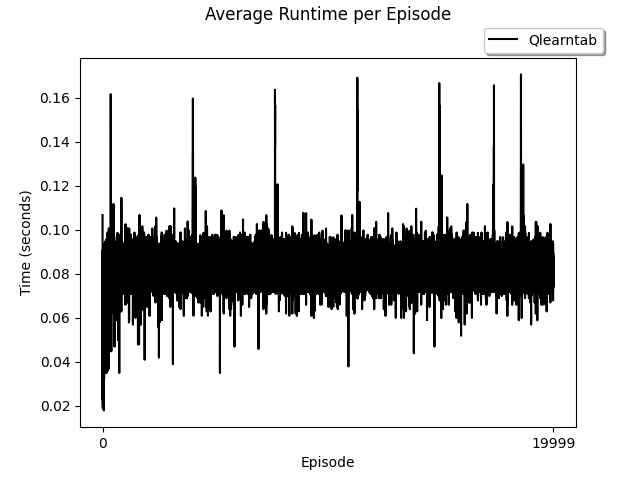 Average Runtime per Episode
Qlearntab
0.16
0.14
0.12
0.10
0.08
0.06
0.04
0.02
Time (seconds)
0 19999
Episode